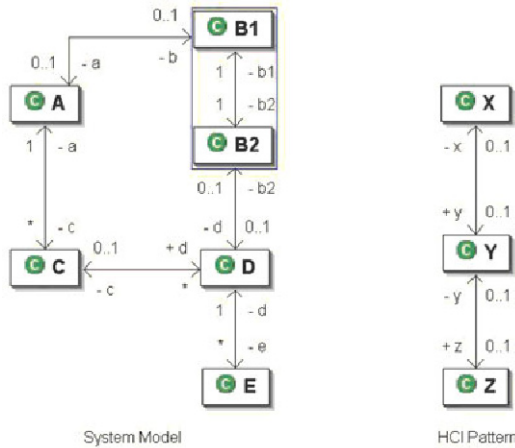 0..1
C B1
0..1
- a
- b
1
- b1
C A
C X
1
- b2
1
- a
- x
0..1
C B2
0..1
- b2
*
- c
0..1
+ d
- d
0..1
+ y
0..1
C C
C D
C Y
- c
*
1
- d
- y
0..1
*
- e
+ z
0..1
C E
C Z
System Model
HCI Pattern